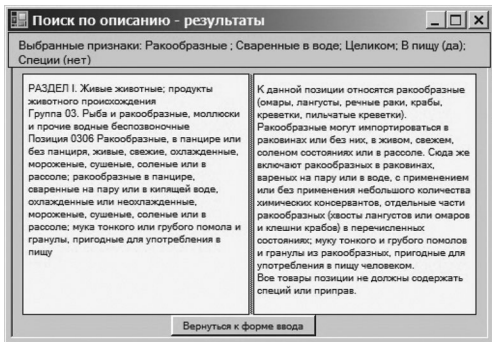 Поиск по описанию - результаты
Выбранные признаки: Ракообразные ; Сваренные в воде; Целиком; В пищу (да);
Специи (нет)
РАЗДЕЛ I. Живые животные; продукты
животного происхождения
Группа 03. Рыба и ракообразные, моллюски
и прочие водные беспозвоночные
Позиция 0306 Ракообразные, в панцире или
без панциря, живые, свежие, охлажденные,
мороженые, сушеные, соленые или в
рассоле; ракообразные в панцире,
сваренные на пару или в кипящей воде,
охлажденные или неохлажденные,
мороженые, сушеные, соленые или в
рассоле; мука тонкого или грубого помола и
гранулы, пригодные для употребления в
пищу
К данной позиции относятся ракообразные
(омары, лангусты, речные раки, крабы,
креветки, пильчатые креветки).
Ракообразные могут импортироваться в
раковинах или без них, в живом, свежем,
соленом состояниях или в рассоле. Сюда же
включают ракообразных в раковинах,
вареных на пару или в воде, с применением
или без применения небольшого количества
химических консервантов, отдельные части
ракообразных (хвосты лангустов или омаров
и клешни крабов) в перечисленных
состояниях; муку тонкого и грубого помолов
и гранулы из ракообразных, пригодные для
употребления в пищу человеком.
Все товары позиции не должны содержать
специй или приправ.
Вернуться к форме ввода